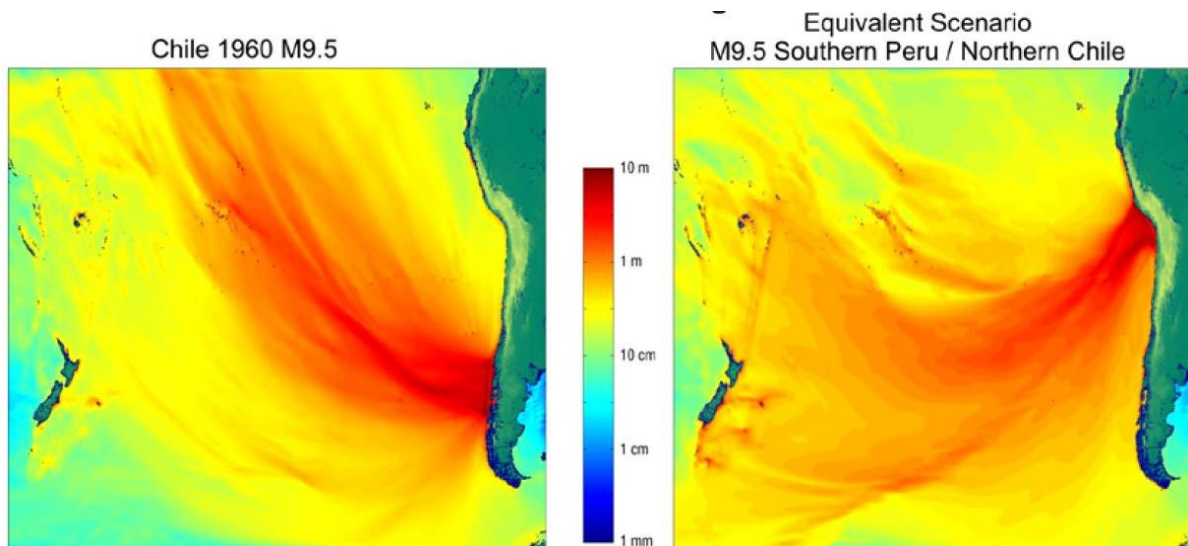 Chile 1960 M9.5
Equivalent Scenario
M9.5 Southern Peru / Northern Chile
10 m
1 m
10 cm
1 cm
1 mm